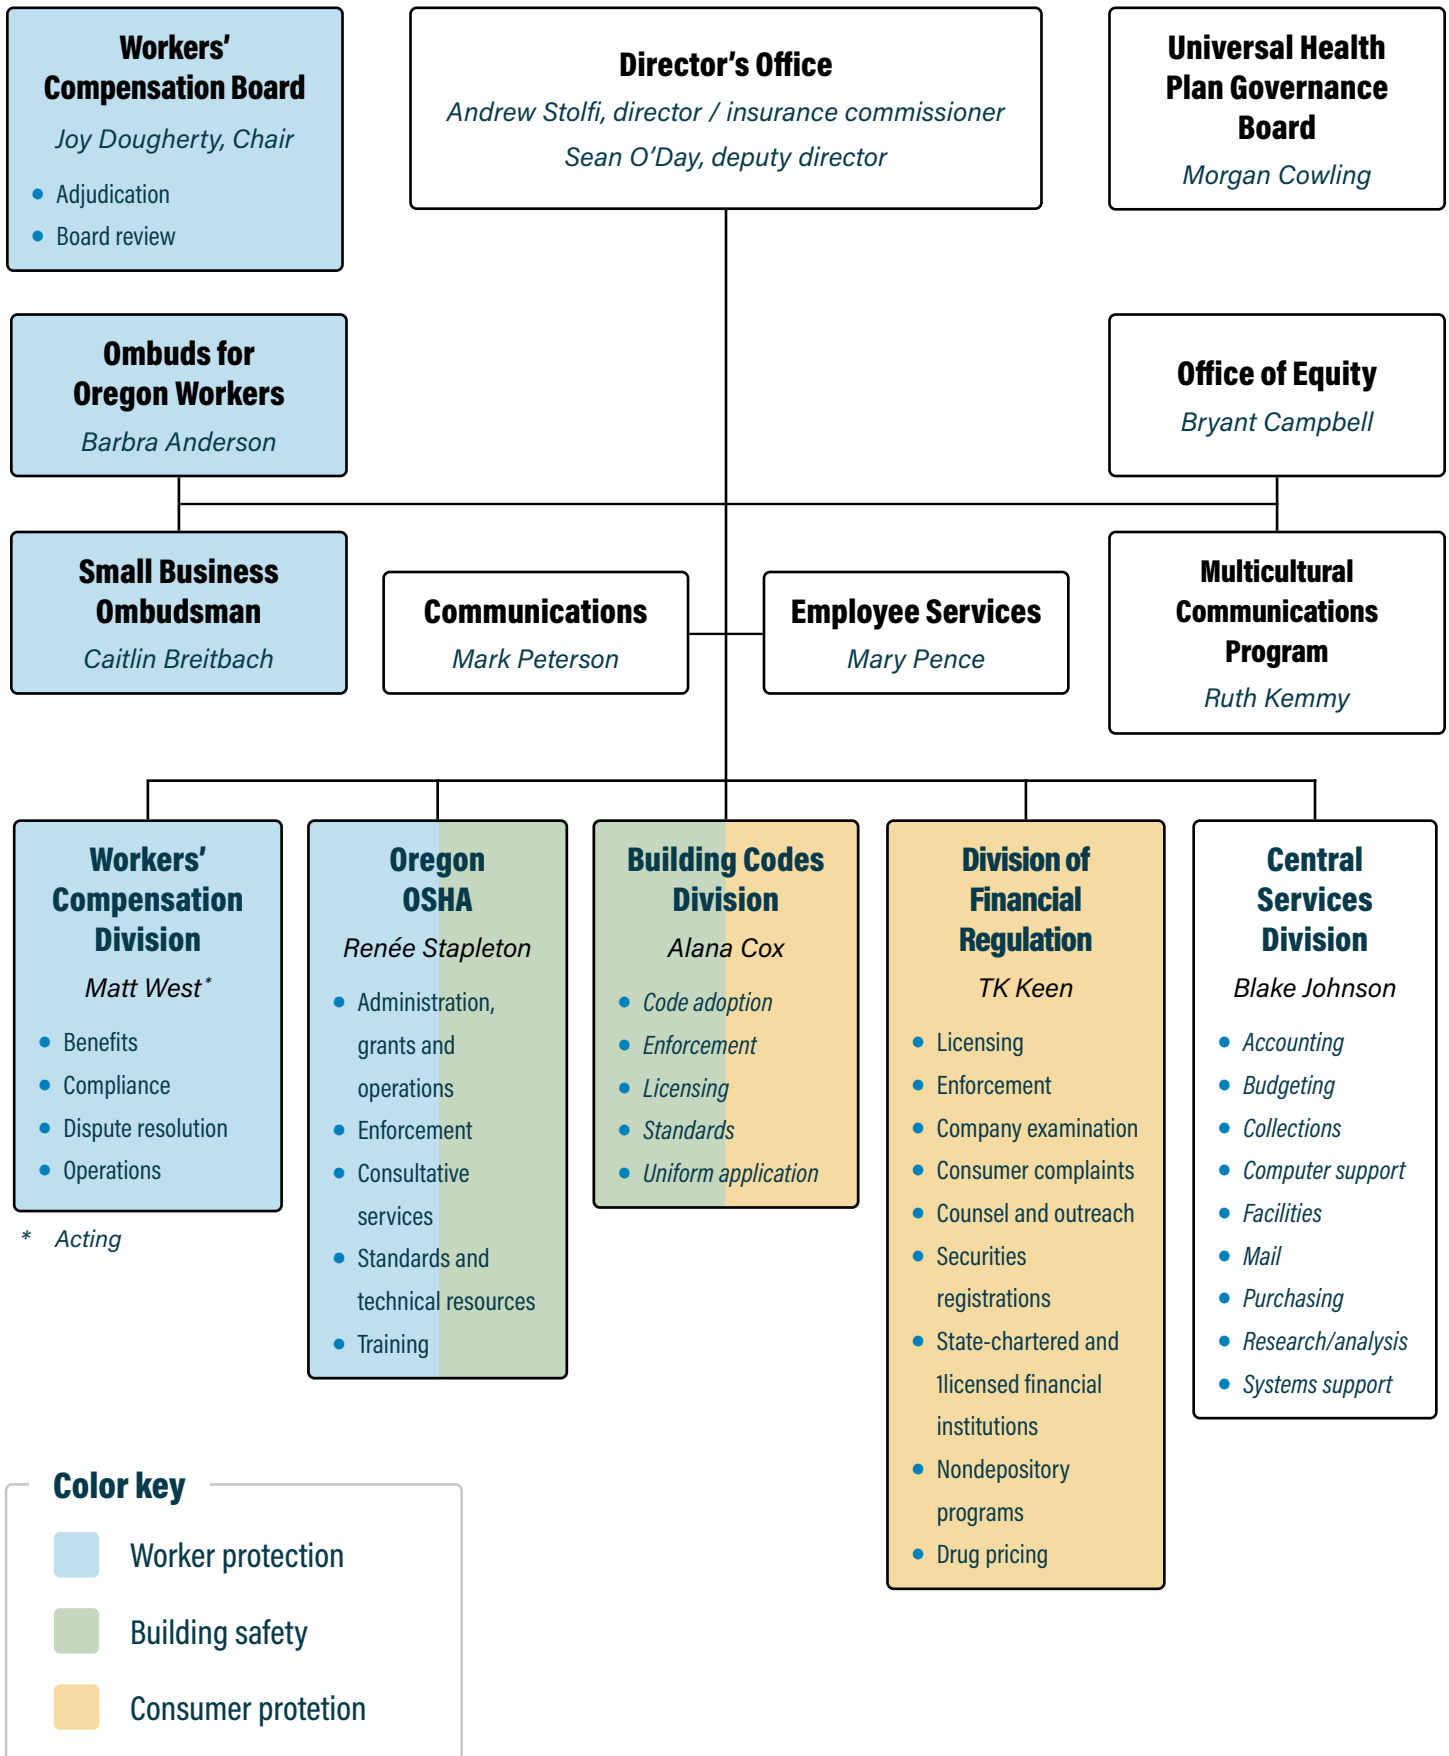 Workers’
Compensation Board
Joy Dougherty, Chair
• Adjudication
• Board review
Director’s Office
Andrew Stolfi, director / insurance commissioner
Sean O’Day, deputy director
Universal Health
Plan Governance
Board
Morgan Cowling
Ombuds for
Oregon Workers
Barbra Anderson
Office of Equity
Bryant Campbell
Small Business
Ombudsman
Caitlin Breitbach
Communications
Mark Peterson
Employee Services
Mary Pence
Multicultural
Communications
Program
Ruth Kemmy
Workers’
Compensation
Division
Matt West*
• Benefits
• Compliance
• Dispute resolution
• Operations
* Acting
Oregon
OSHA
Renée Stapleton
• Administration,
grants and
operations
• Enforcement
• Consultative
services
• Standards and
technical resources
• Training
Building Codes
Division
Alana Cox
• Code adoption
• Enforcement
• Licensing
• Standards
• Uniform application
Division of
Financial
Regulation
TK Keen
• Licensing
• Enforcement
• Company examination
• Consumer complaints
• Counsel and outreach
• Securities
registrations
• State-chartered and
1licensed financial
institutions
• Nondepository
programs
• Drug pricing
Central
Services
Division
Blake Johnson
• Accounting
• Budgeting
• Collections
• Computer support
• Facilities
• Mail
• Purchasing
• Research/analysis
• Systems support
Color key
Worker protection
Building safety
Consumer protetion